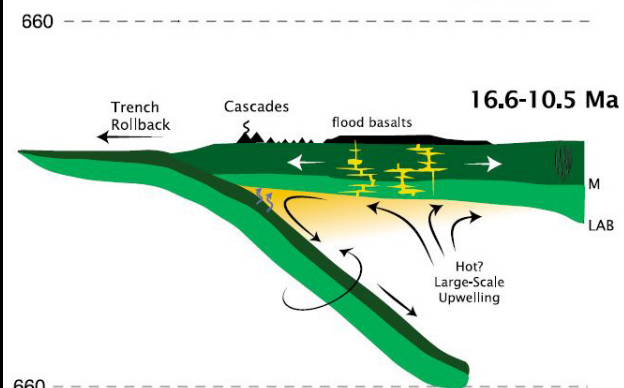 660
16.6-10.5 Ma
Trench
Rollback
Cascades
flood basalts
M
LAB
Hot?
Large-Scale
Upwelling
660